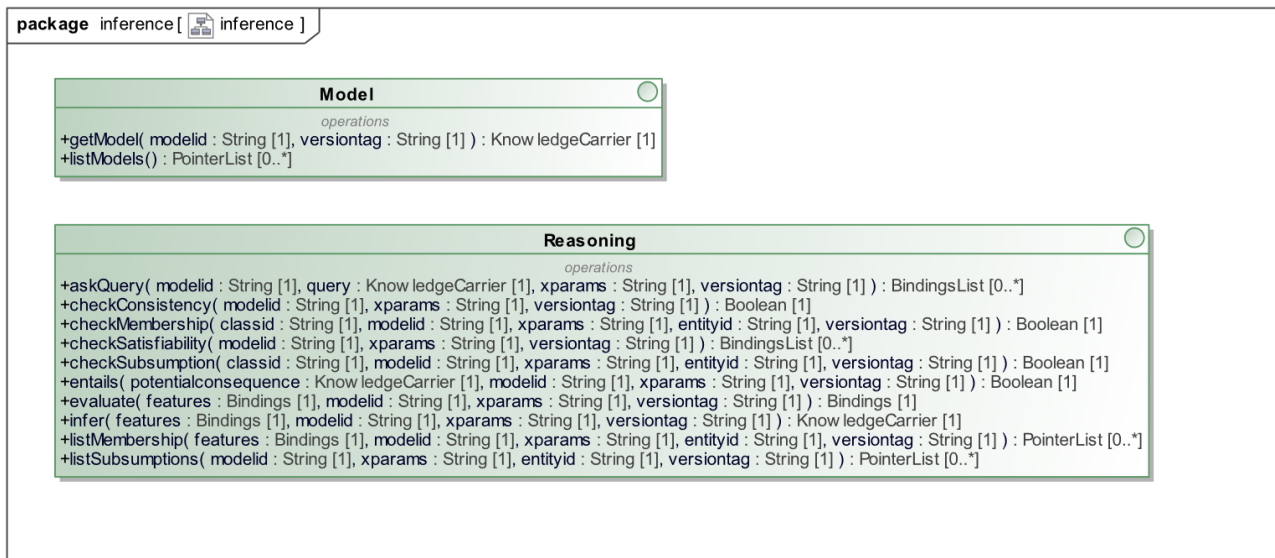 package inference [ inference ]
Model
operations
+getModel( modelid : String [1], versiontag : String [1] ) : KnowledgeCarrier [1]
+listModels() : PointerList [0..*]
Reasoning
operations
+askQuery( modelid : String [1], query : KnowledgeCarrier [1], xparams : String [1], versiontag : String [1] ) : BindingsList [0..*]
+checkConsistency( modelid : String [1], xparams : String [1], versiontag : String [1] ) : Boolean [1]
+checkMembership( classid : String [1], modelid : String [1], xparams : String [1], entityid : String [1], versiontag : String [1] ) : Boolean [1]
+checkSatisfiability( modelid : String [1], xparams : String [1], versiontag : String [1] ) : BindingsList [0..*]
+checkSubsumption( classid : String [1], modelid : String [1], xparams : String [1], entityid : String [1], versiontag : String [1] ) : Boolean [1]
+entails( potentialconsequence : KnowledgeCarrier [1], modelid : String [1], xparams : String [1], versiontag : String [1] ) : Boolean [1]
+evaluate( features : Bindings [1], modelid : String [1], xparams : String [1], versiontag : String [1] ) : Bindings [1]
+infer( features : Bindings [1], modelid : String [1], xparams : String [1], versiontag : String [1] ) : KnowledgeCarrier [1]
+listMembership( features : Bindings [1], modelid : String [1], xparams : String [1], entityid : String [1], versiontag : String [1] ) : PointerList [0..*]
+listSubsumptions( modelid : String [1], xparams : String [1], entityid : String [1], versiontag : String [1] ) : PointerList [0..*]